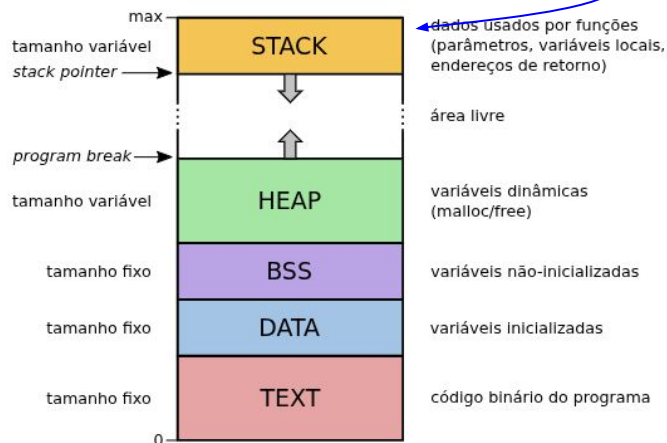 max
STACK
dados usados por funções
tamanho variável
(parâmetros, variáveis locais,
stack pointer
endereços de retorno)
área livre
program break
tamanho variável
HEAP
variáveis dinâmicas
(malloc/free)
tamanho fixo
BSS
variáveis não-inicializadas
tamanho fixo
DATA
variáveis inicializadas
tamanho fixo
TEXT
código binário do programa
0